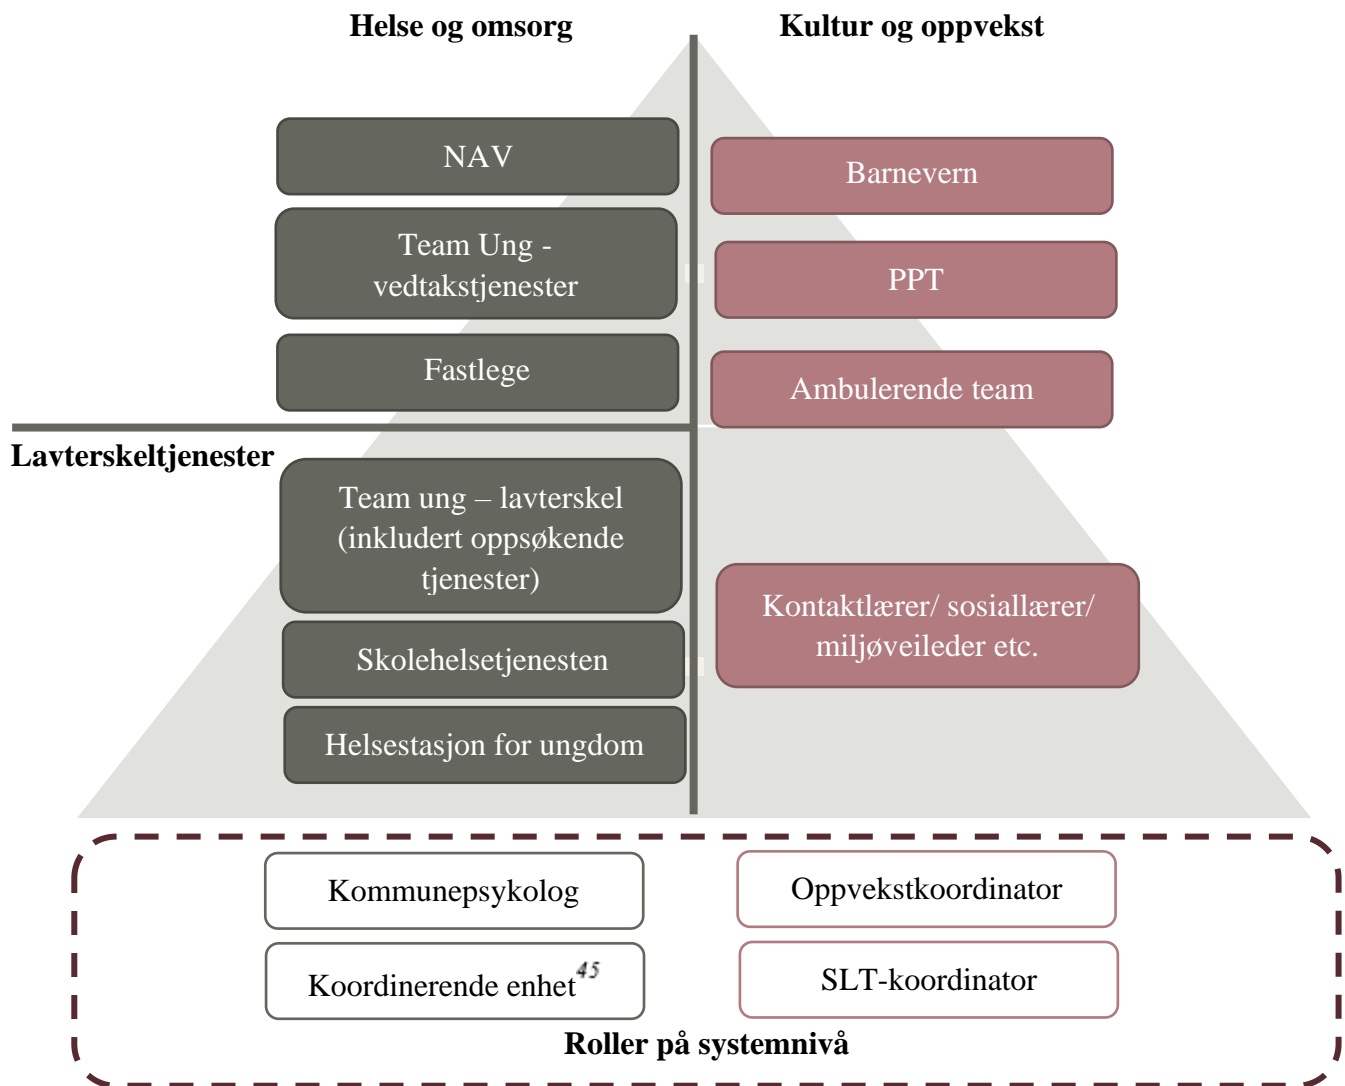 Helse og omsorg
Kultur og oppvekst
NAV
Team Ung -
vedtakstjenester
Fastlege
Barnevern
PPT
Ambulerende team
Lavterskeltjenester
Team ung – lavterskel
(inkludert oppsøkende
tjenester)
Skolehelsetjenesten
Helsestasjon for ungdom
Kontaktlærer/ sosiallærer/
miljøveileder etc.
Kommunepsykolog
Oppvekstkoordinator
Koordinerende enhet45
SLT-koordinator
Roller på systemnivå